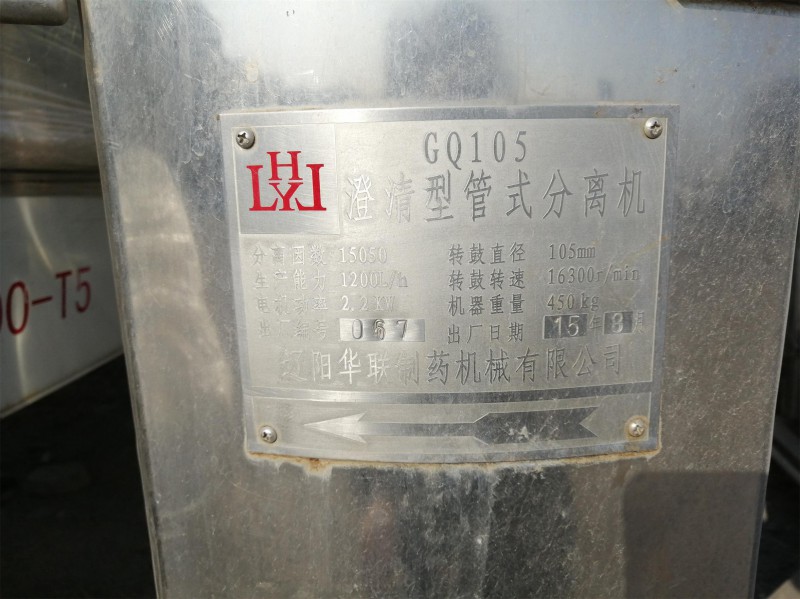 00-T5
LHYL
GQ105
澄清型管式分离机
分离因数 15050 转鼓直径 105mm
生产能力 1200L/h 转鼓转速 16300r/min
电机功率 2.2KW 机器重量 450kg
出厂编号 067 出厂日期 15年8月
辽阳华联制药机械有限公司